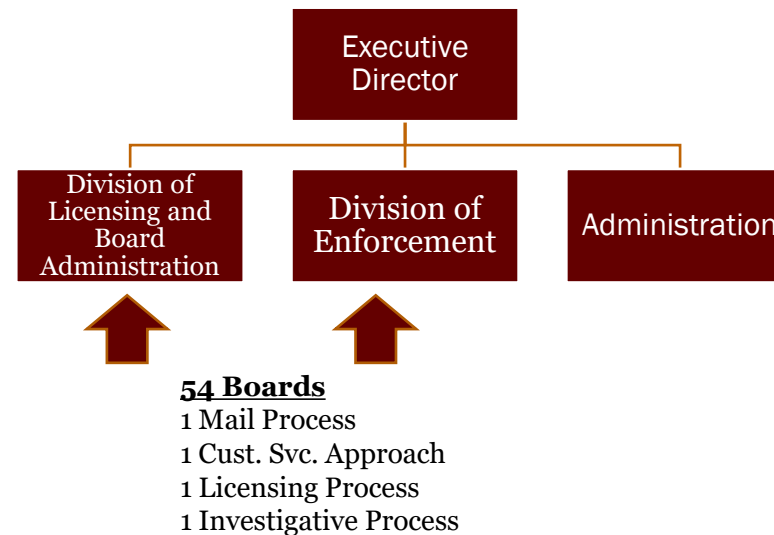 Executive
Director
Division of
Licensing and
Board
Administration
Division of
Enforcement
Administration
54 Boards
1 Mail Process
1 Cust. Svc. Approach
1 Licensing Process
1 Investigative Process